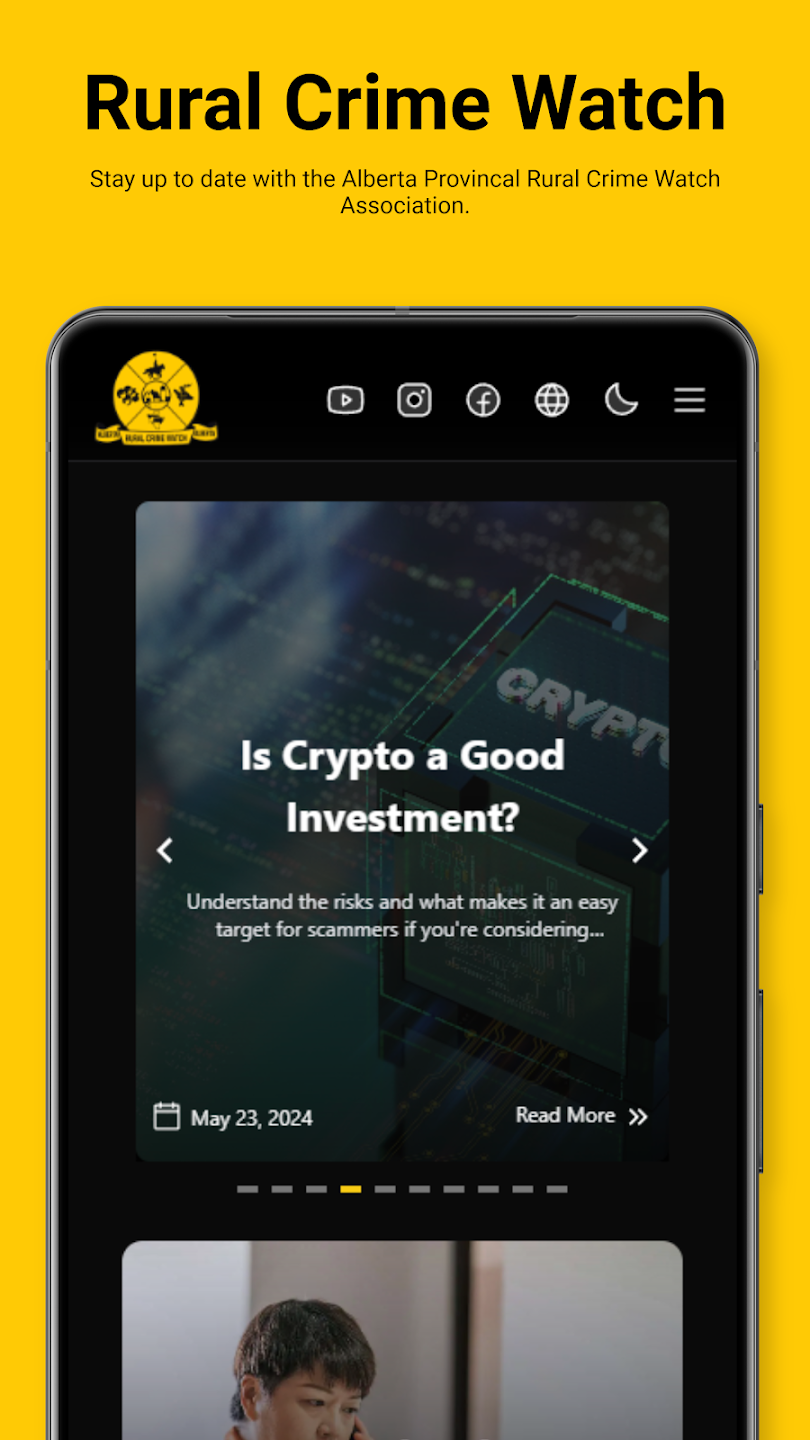 Rural Crime Watch
Stay up to date with the Alberta Provincal Rural Crime Watch
Association.
ALBERTA RURAL CRIME WATCH ALBERTA
CRYPTO
Is Crypto a Good
Investment?
Understand the risks and what makes it an easy
target for scammers if you're considering...
May 23, 2024
Read More